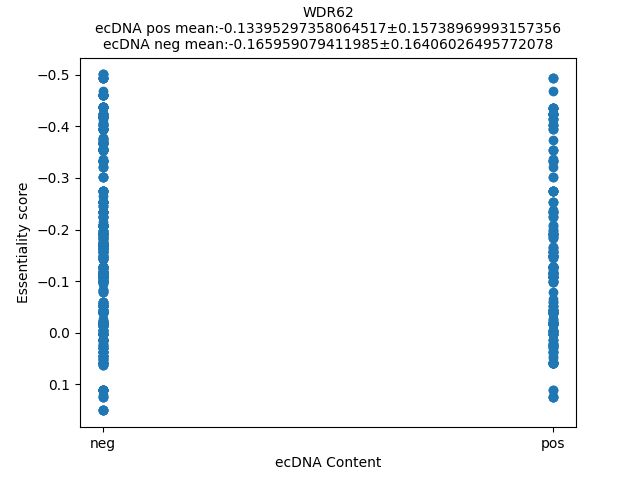 WDR62
ecDNA pos mean:-0.13395297358064517±0.15738969993157356
ecDNA neg mean:-0.165959079411985±0.16406026495772078
−0.5
−0.4
−0.3
−0.2
−0.1
0.0
0.1
Essentiality score
neg
pos
ecDNA Content